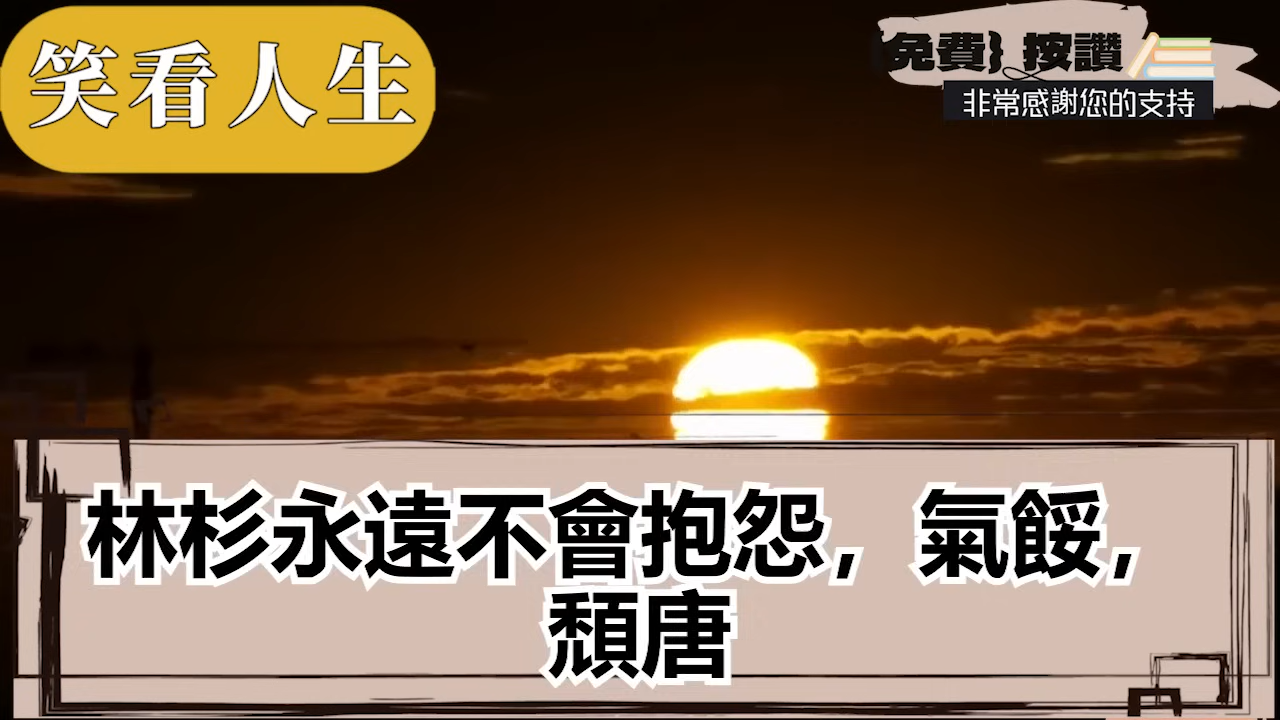 笑看人生
免費} 按讚
非常感謝您的支持
林杉永遠不會抱怨，氣餒，
頹唐